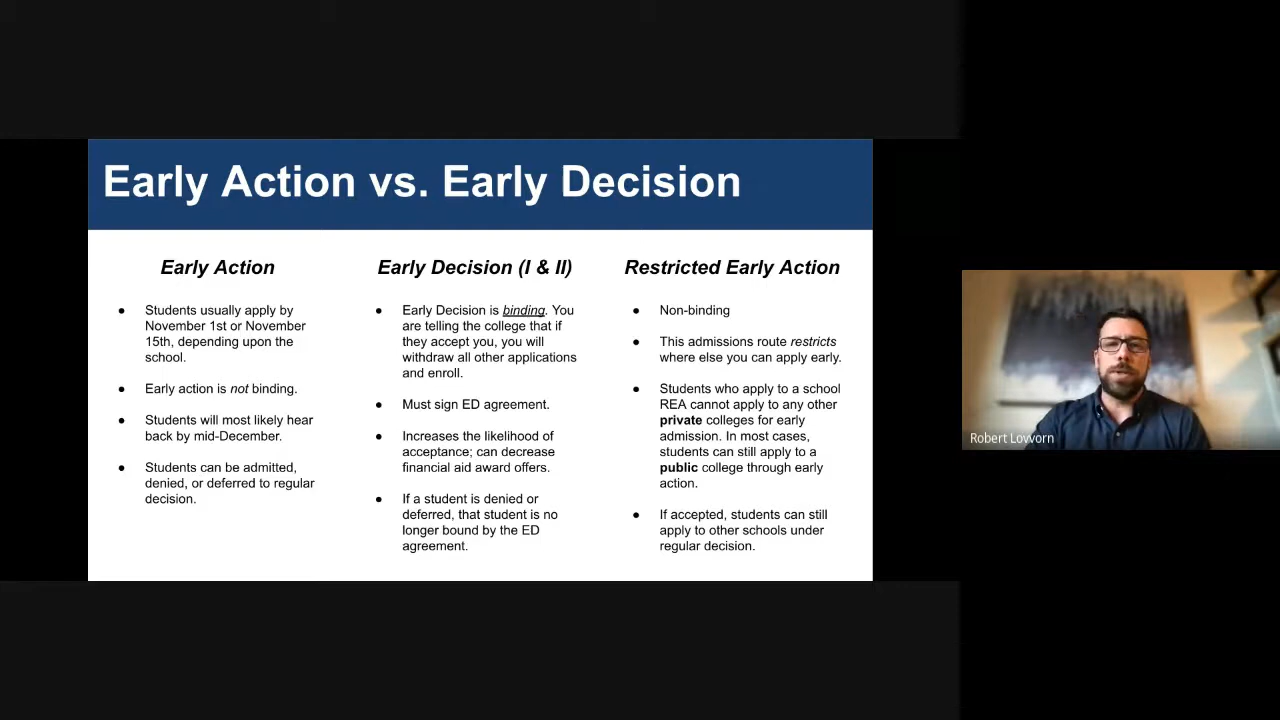 Early Action vs. Early Decision
Early Action
Students usually apply by
November 1st or November
15th, depending upon the
school.
Early action is not binding.
Students will most likely hear
back by mid-December.
Students can be admitted,
denied, or deferred to regular
decision.
Early Decision (I & II)
Early Decision is binding. You
are telling the college that if
they accept you, you will
withdraw all other applications
and enroll.
Must sign ED agreement.
Increases the likelihood of
acceptance; can decrease
financial aid award offers.
If a student is denied or
deferred, that student is no
longer bound by the ED
agreement.
Restricted Early Action
Non-binding
This admissions route restricts
where else you can apply early.
Students who apply to a school
REA cannot apply to any other
private colleges for early
admission. In most cases,
students can still apply to a
public college through early
action.
If accepted, students can still
apply to other schools under
regular decision.
Robert Lovvorn